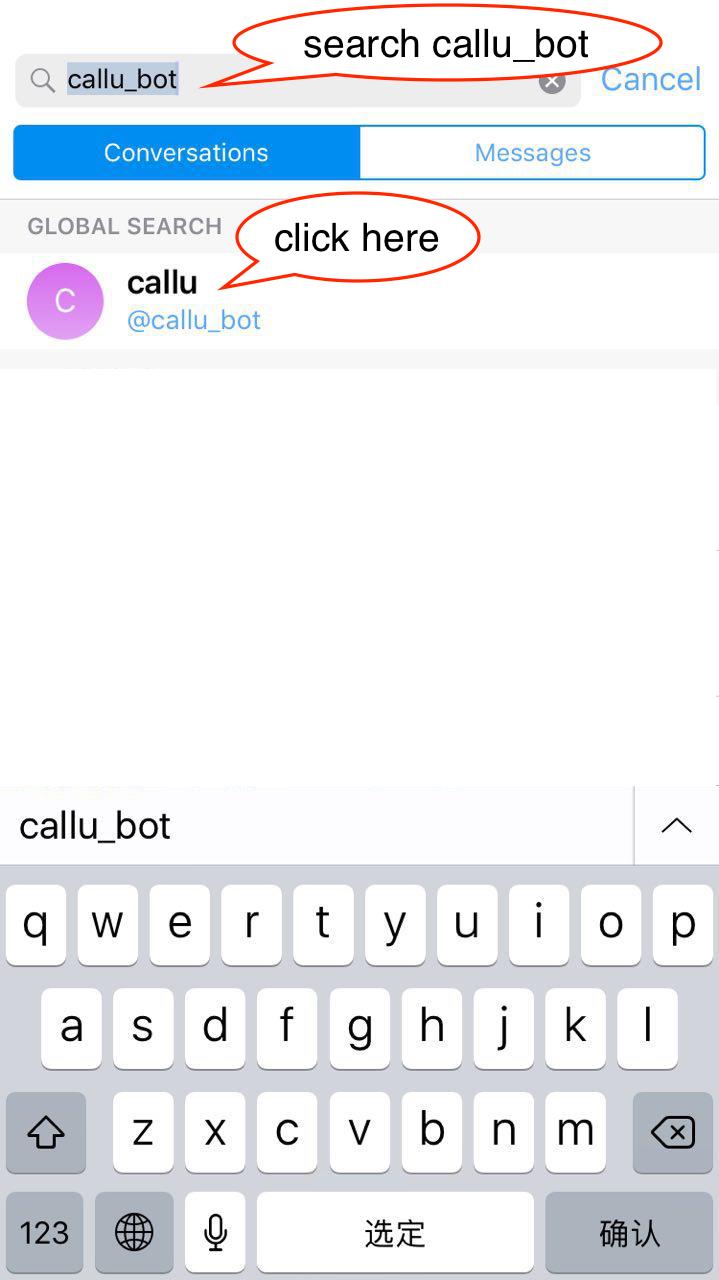 search callu_bot
callu_bot
Cancel
Conversations
Messages
GLOBAL SEARCH
click here
C
callu
@callu_bot
callu_bot
q w e r t y u i o p
a s d f g h j k l
z x c v b n m
123 选定 确认